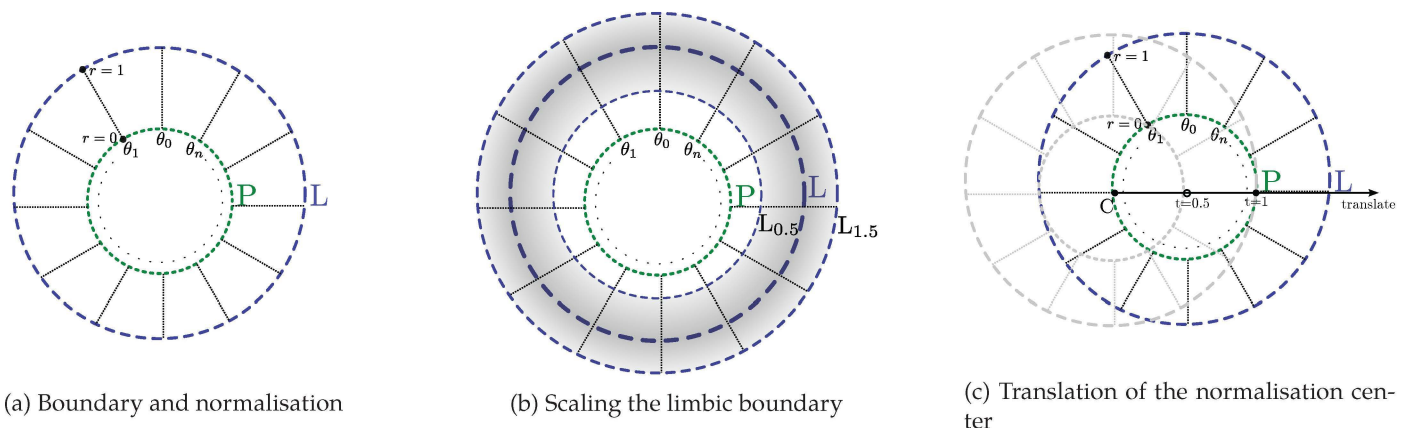 r = 1
r = 0
θ₁
θ₀
θₙ
P
L
(a) Boundary and normalisation
θ₁
θ₀
θₙ
P
L
L₀.₅
L₁.₅
(b) Scaling the limbic boundary
r = 1
r = 0
θ₁
θ₀
θₙ
P
L
C
t=0.5
t=1
translate
(c) Translation of the normalisation cen-
ter